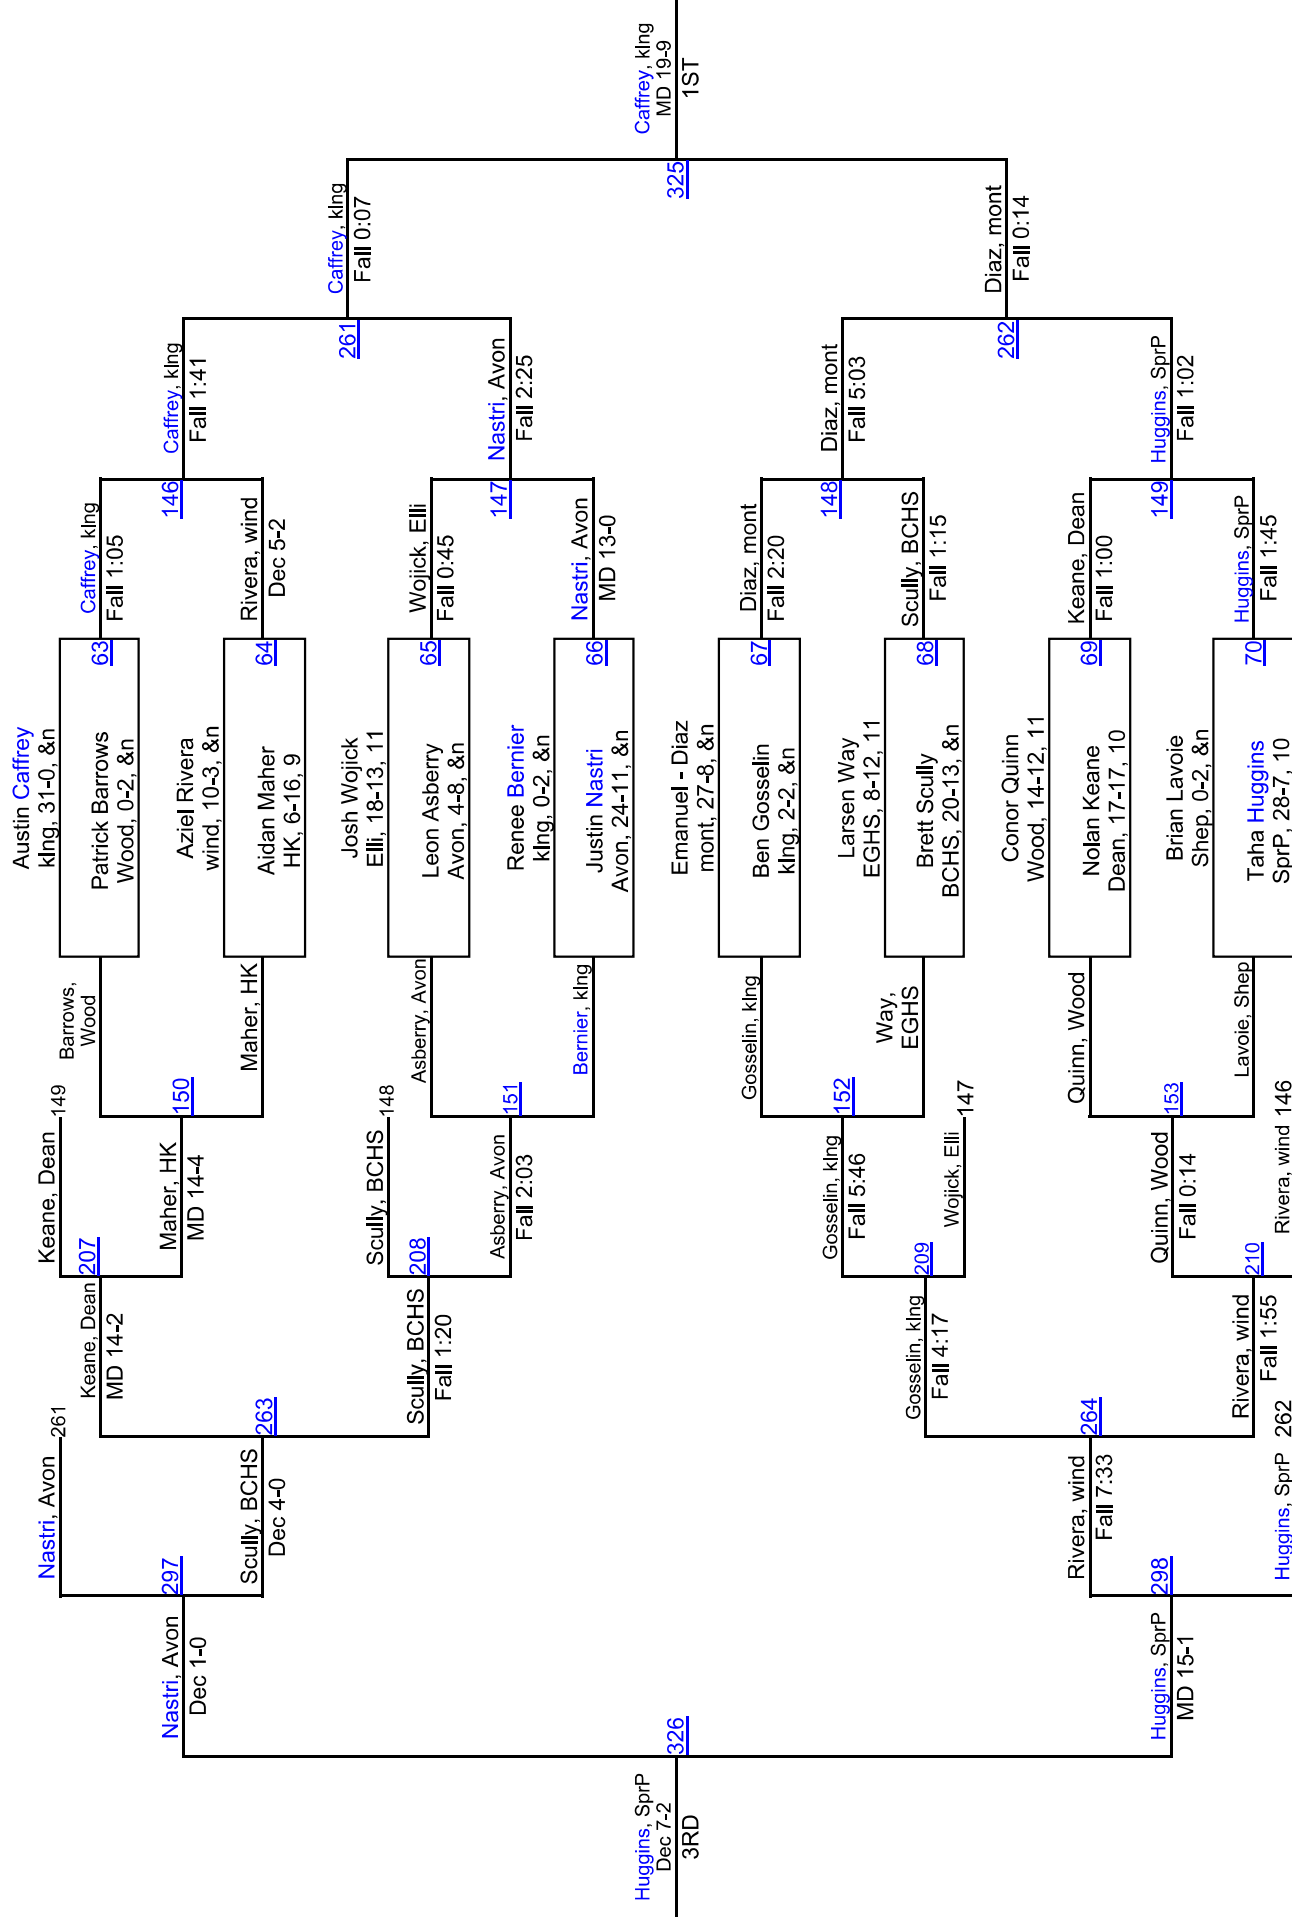 Austin Caffrey
klng, 31-0, &n
63
Patrick Barrows
Wood, 0-2, &n
Aziel Rivera
wind, 10-3, &n
64
Aidan Maher
HK, 6-16, 9
Josh Wojick
Elli, 18-13, 11
65
Leon Asberry
Avon, 4-8, &n
Renee Bernier
klng, 0-2, &n
66
Justin Nastri
Avon, 24-11, &n
Emanuel - Diaz
mont, 27-8, &n
67
Ben Gosselin
klng, 2-2, &n
Larsen Way
EGHS, 8-12, 11
68
Brett Scully
BCHS, 20-13, &n
Conor Quinn
Wood, 14-12, 11
69
Nolan Keane
Dean, 17-17, 10
Brian Lavoie
Shep, 0-2, &n
70
Taha Huggins
SprP, 28-7, 10
Caffrey, klng
Fall 1:05
146
Rivera, wind
Dec 5-2
Wojick, Elli
Fall 0:45
147
Nastri, Avon
MD 13-0
Diaz, mont
Fall 2:20
148
Scully, BCHS
Fall 1:15
Keane, Dean
Fall 1:00
149
Huggins, SprP
Fall 1:45
Caffrey, klng
Fall 1:41
261
Nastri, Avon
Fall 2:25
Diaz, mont
Fall 5:03
262
Huggins, SprP
Fall 1:02
Caffrey, klng
Fall 0:07
325
Diaz, mont
Fall 0:14
Caffrey, klng
MD 19-9
1ST
Barrows,
Wood
150
Maher, HK
Asberry, Avon
151
Bernier, klng
Gosselin, klng
152
Way,
EGHS
Quinn, Wood
153
Lavoie, Shep
Keane, Dean 149
207
Maher, HK
MD 14-4
Scully, BCHS 148
208
Asberry, Avon
Fall 2:03
Gosselin, klng
Fall 5:46
209
Wojick, Elli 147
Quinn, Wood
Fall 0:14
210
Rivera, wind 146
Keane, Dean
MD 14-2
263
Scully, BCHS
Fall 1:20
Gosselin, klng
Fall 4:17
264
Rivera, wind
Fall 1:55
Nastri, Avon 261
297
Scully, BCHS
Dec 4-0
Rivera, wind
Fall 7:33
298
Huggins, SprP 262
Nastri, Avon
Dec 1-0
326
Huggins, SprP
MD 15-1
Huggins, SprP
Dec 7-2
3RD